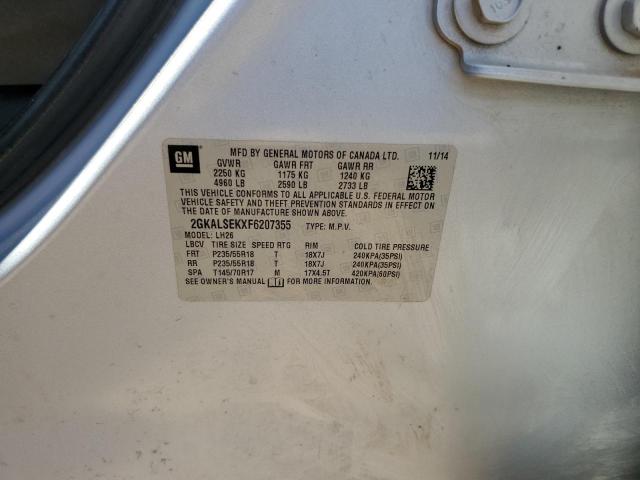 GM
MFD BY GENERAL MOTORS OF CANADA LTD. 11/14
GVWR GAWR FRT GAWR RR
2250 KG 1175 KG 1240 KG
4960 LB 2590 LB 2733 LB
THIS VEHICLE CONFORMS TO ALL APPLICABLE U.S. FEDERAL MOTOR
VEHICLE SAFETY AND THEFT PREVENTION STANDARDS IN EFFECT ON THE
DATE OF MANUFACTURE SHOWN ABOVE.
2GKALSEKXF6207355 TYPE: M.P.V.
MODEL: LH26
LBCV TIRE SIZE SPEED RTG RIM COLD TIRE PRESSURE
FRT P235/55R18 T 18X7J 240KPA(35PSI)
RR P235/55R18 T 18X7J 240KPA(35PSI)
SPA T145/70R17 M 17X4.5T 420KPA(60PSI)
SEE OWNER'S MANUAL FOR MORE INFORMATION.